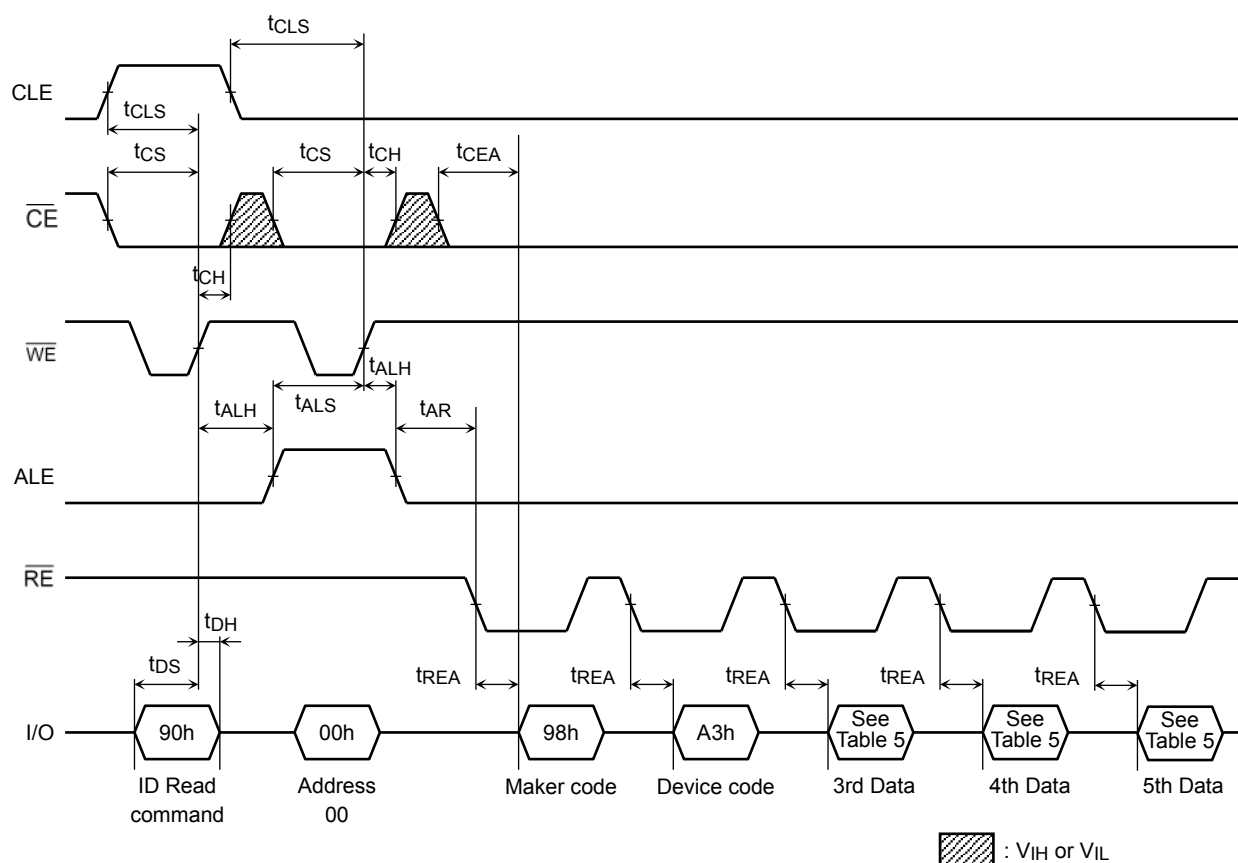 tCLS
CLE
tCLS
tCS
tCS
tCH
tCEA
CE
tCH
WE
tALH
tALH
tALS
tAR
ALE
RE
tDH
tDS
tREA
tREA
tREA
tREA
tREA
I/O
90h
00h
98h
A3h
See
Table 5
See
Table 5
See
Table 5
ID Read
command
Address
00
Maker code
Device code
3rd Data
4th Data
5th Data
: VIH or VIL